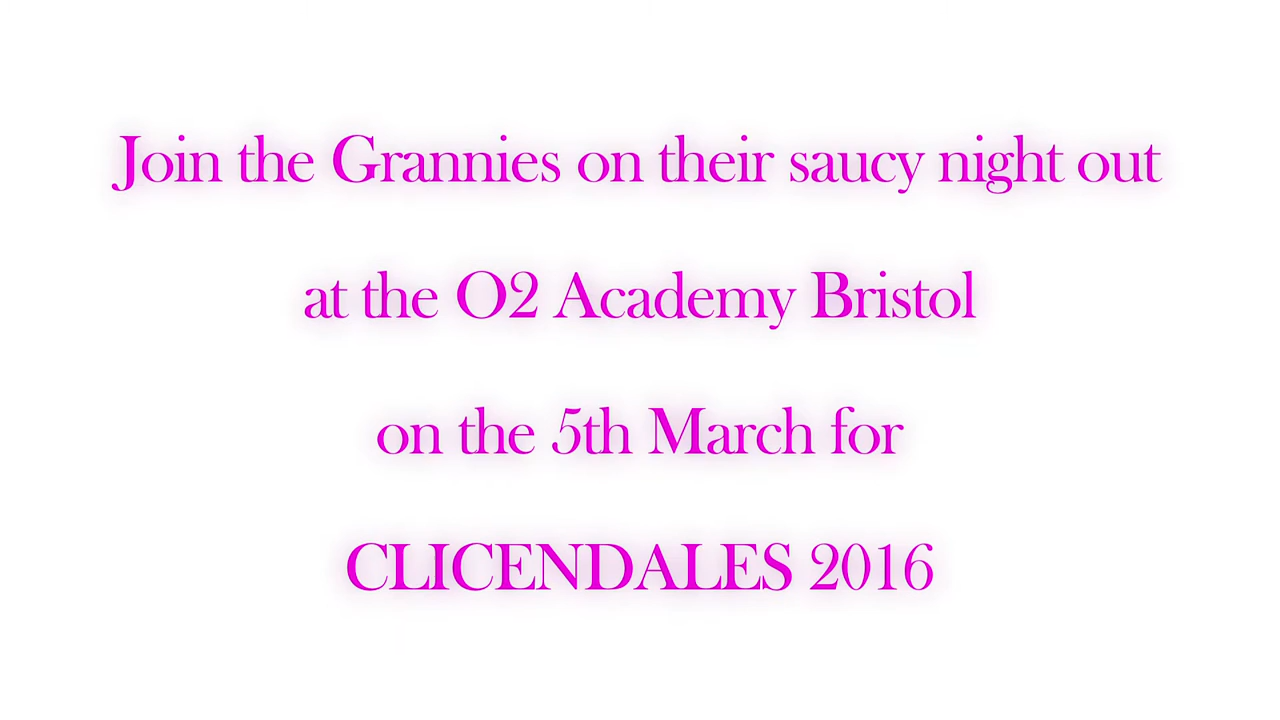 Join the Grannies on their saucy night out
at the O2 Academy Bristol
on the 5th March for
CLICENDALES 2016